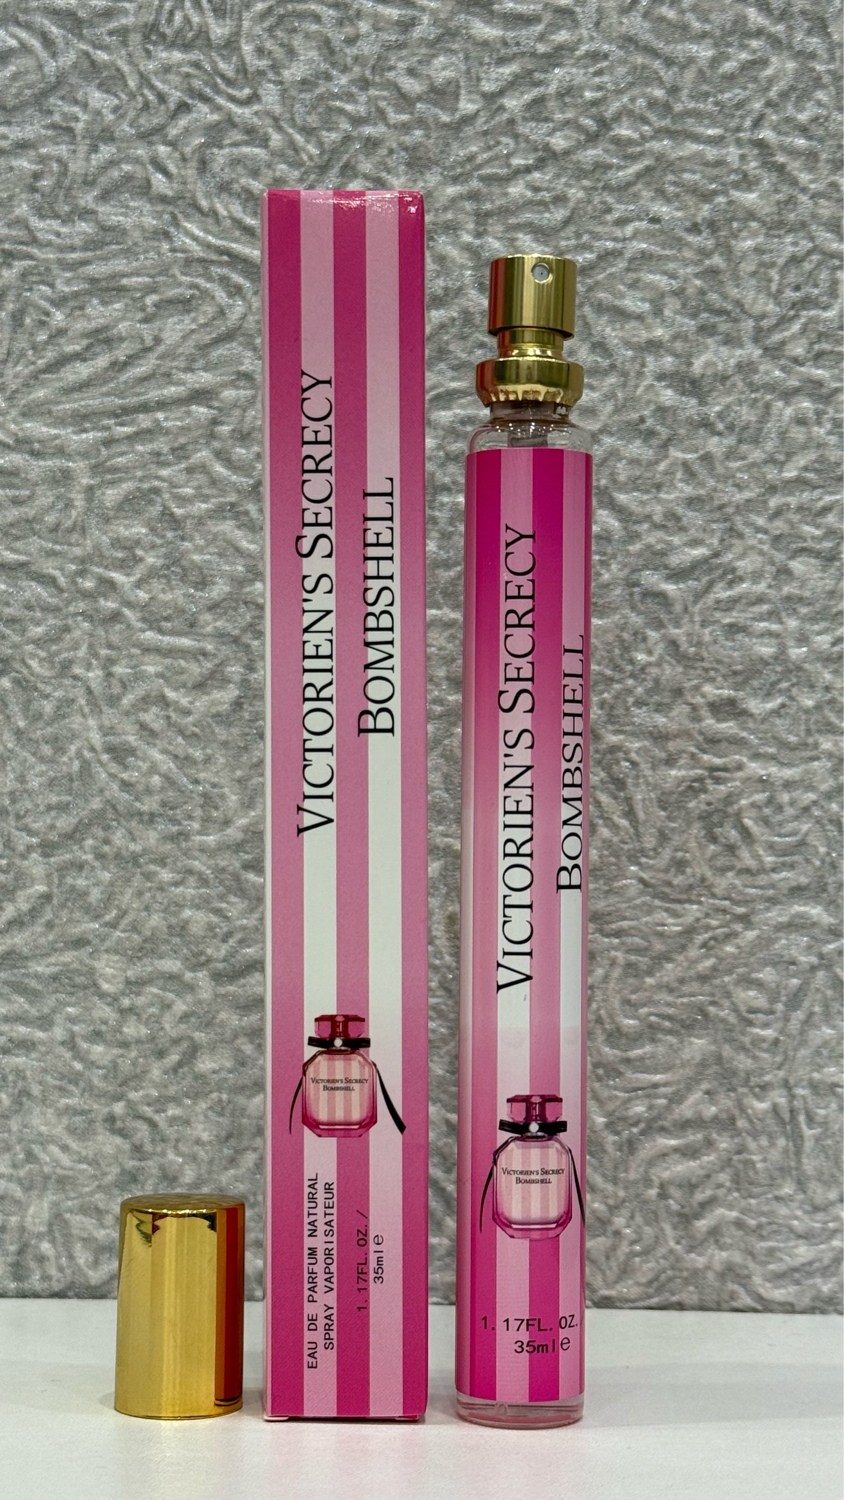 VICTORIEN'S SECRECY
BOMBSHELL
VICTORIEN'S SECRECY
BOMBSHELL
EAU DE PARFUM NATURAL
SPRAY VAPORISATEUR
1.17FL.OZ./
35ml e
VICTORIEN'S SECRECY
BOMBSHELL
VICTORIEN'S SECRECY
BOMBSHELL
1.17FL.OZ.
35ml e